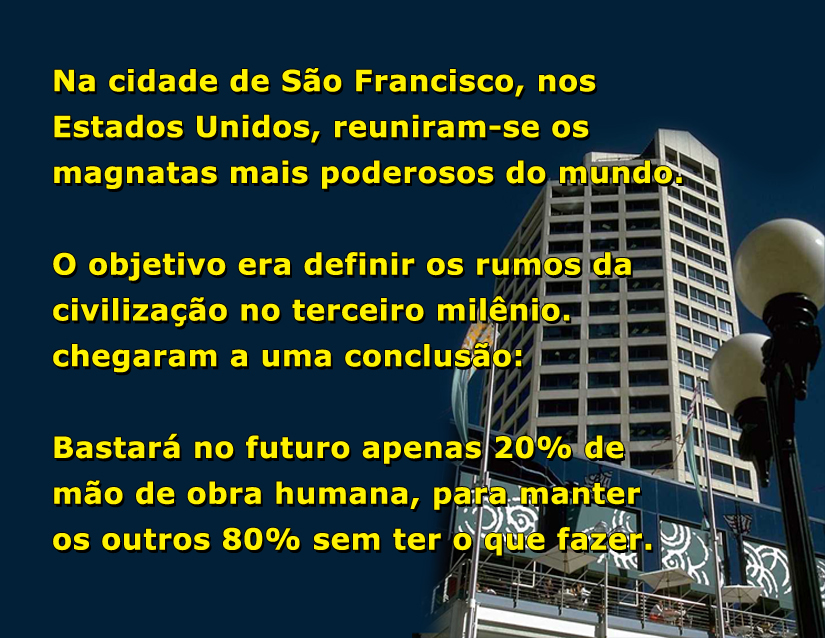 Na cidade de São Francisco, nos
Estados Unidos, reuniram-se os
magnatas mais poderosos do mundo.
O objetivo era definir os rumos da
civilização no terceiro milênio.
chegaram a uma conclusão:
Bastará no futuro apenas 20% de
mão de obra humana, para manter
os outros 80% sem ter o que fazer.